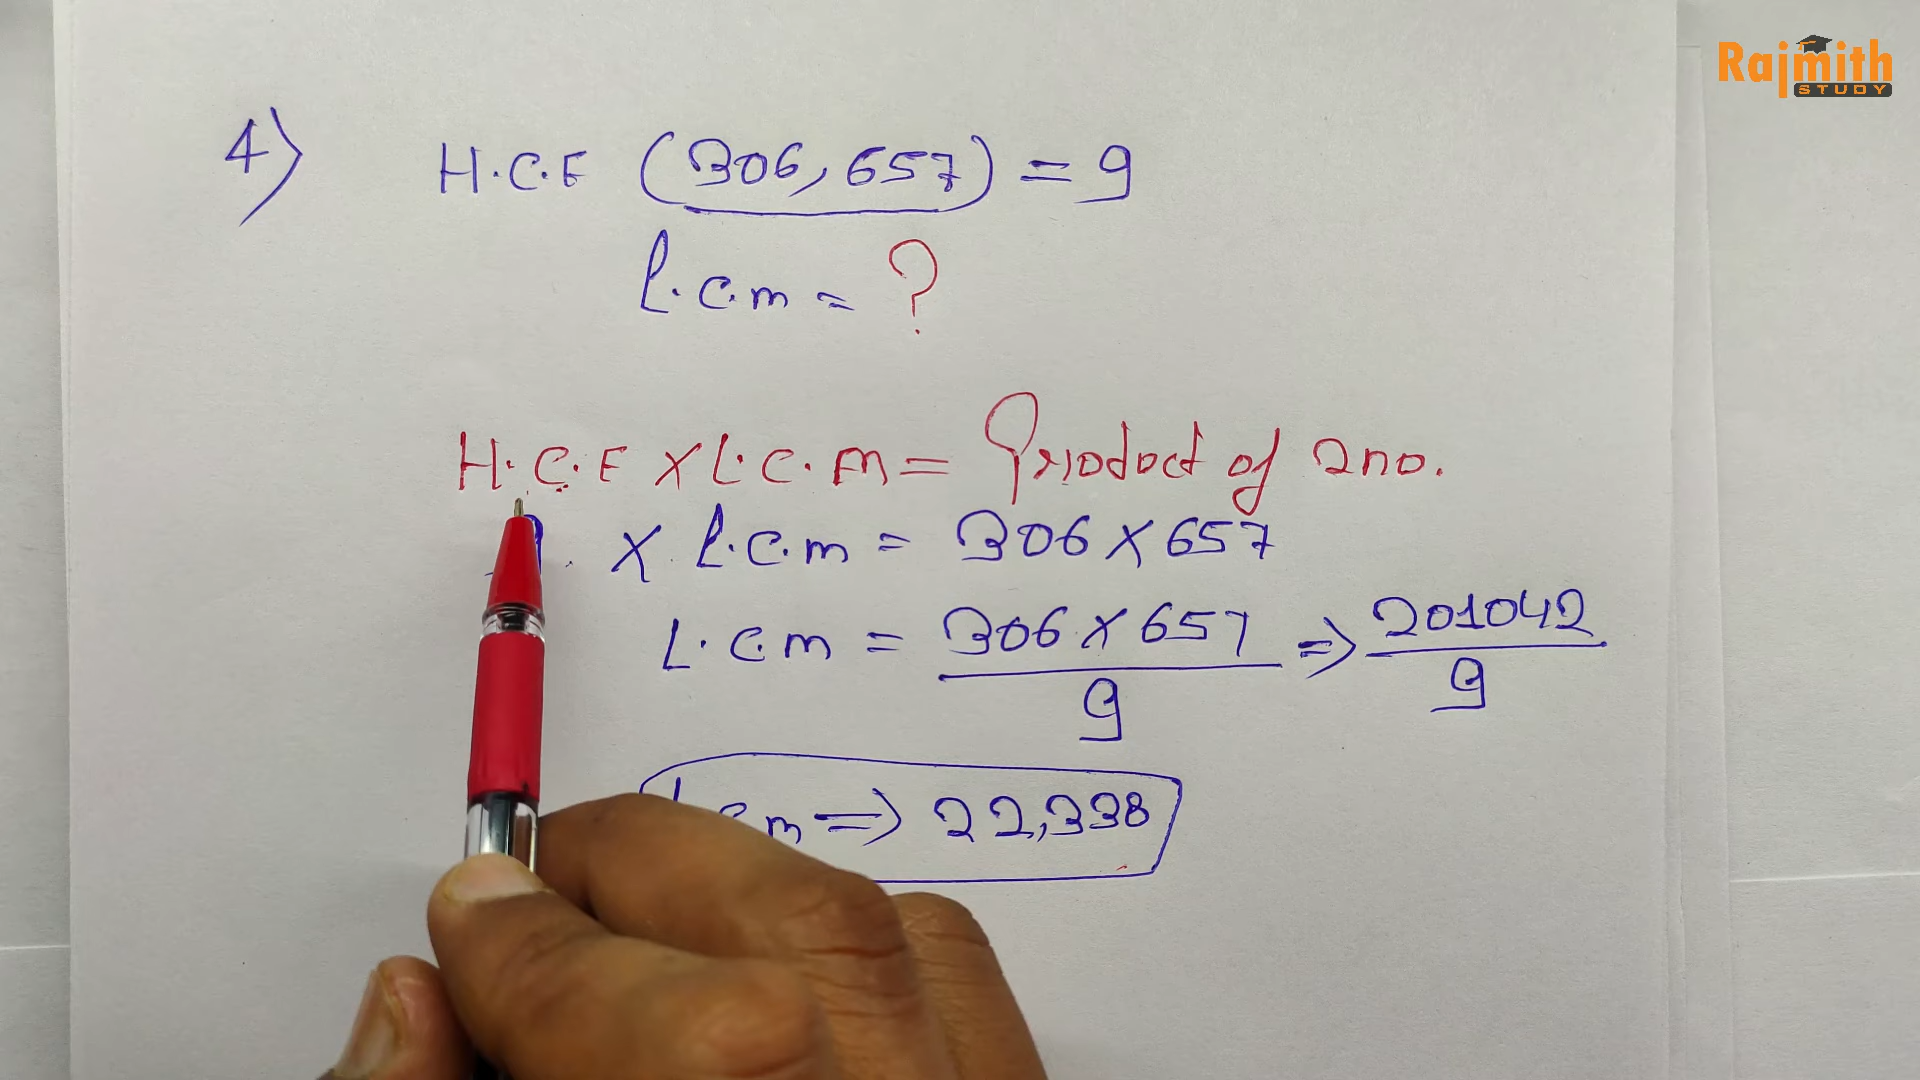 Rajmith
STUDY
4) H.C.F (306, 657) = 9
L.C.m = ?
H.C.F X L.C.M = Product of 2no.
X L.C.m = 306 X 657
L.C.m = 306 X 657 / 9 => 201042 / 9
L.C.m => 22,338